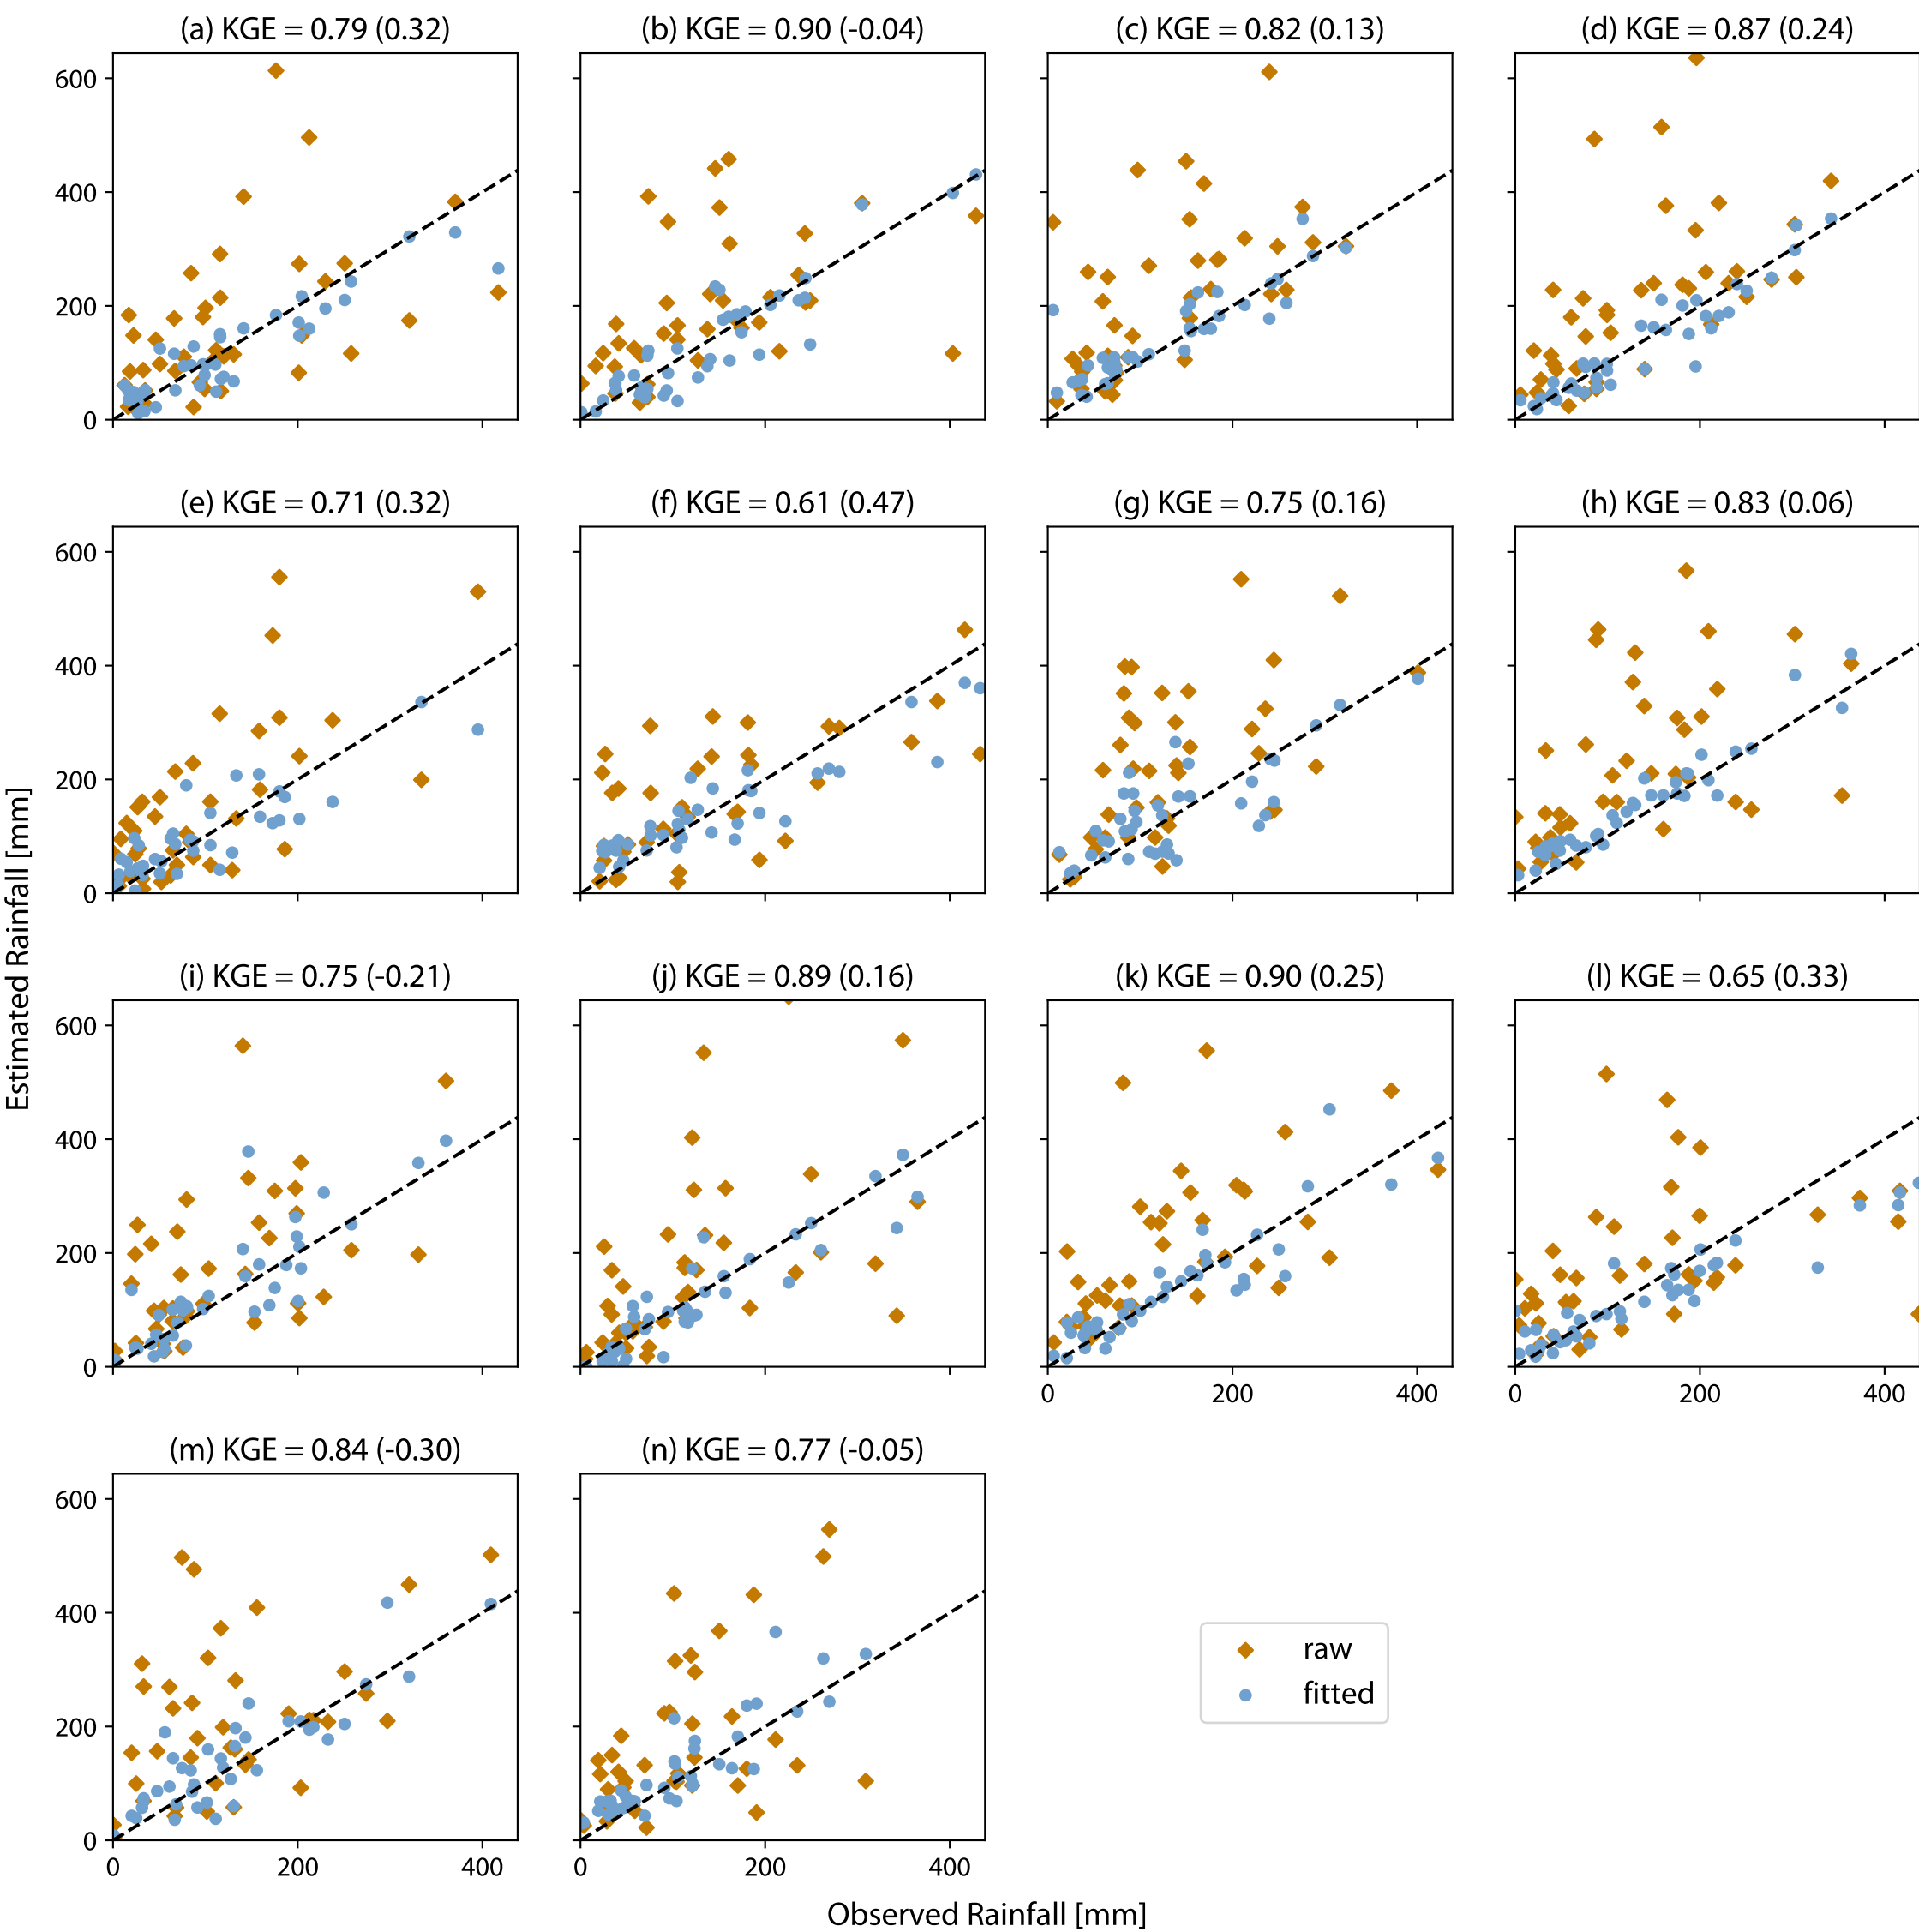 (a) KGE = 0.79 (0.32)
(b) KGE = 0.90 (-0.04)
(c) KGE = 0.82 (0.13)
(d) KGE = 0.87 (0.24)
600
400
200
0
(e) KGE = 0.71 (0.32)
(f) KGE = 0.61 (0.47)
(g) KGE = 0.75 (0.16)
(h) KGE = 0.83 (0.06)
600
400
200
0
Estimated Rainfall [mm]
(i) KGE = 0.75 (-0.21)
(j) KGE = 0.89 (0.16)
(k) KGE = 0.90 (0.25)
(l) KGE = 0.65 (0.33)
600
400
200
0
0 200 400
0 200 400
(m) KGE = 0.84 (-0.30)
(n) KGE = 0.77 (-0.05)
600
400
200
0
0 200 400
0 200 400
raw
fitted
Observed Rainfall [mm]